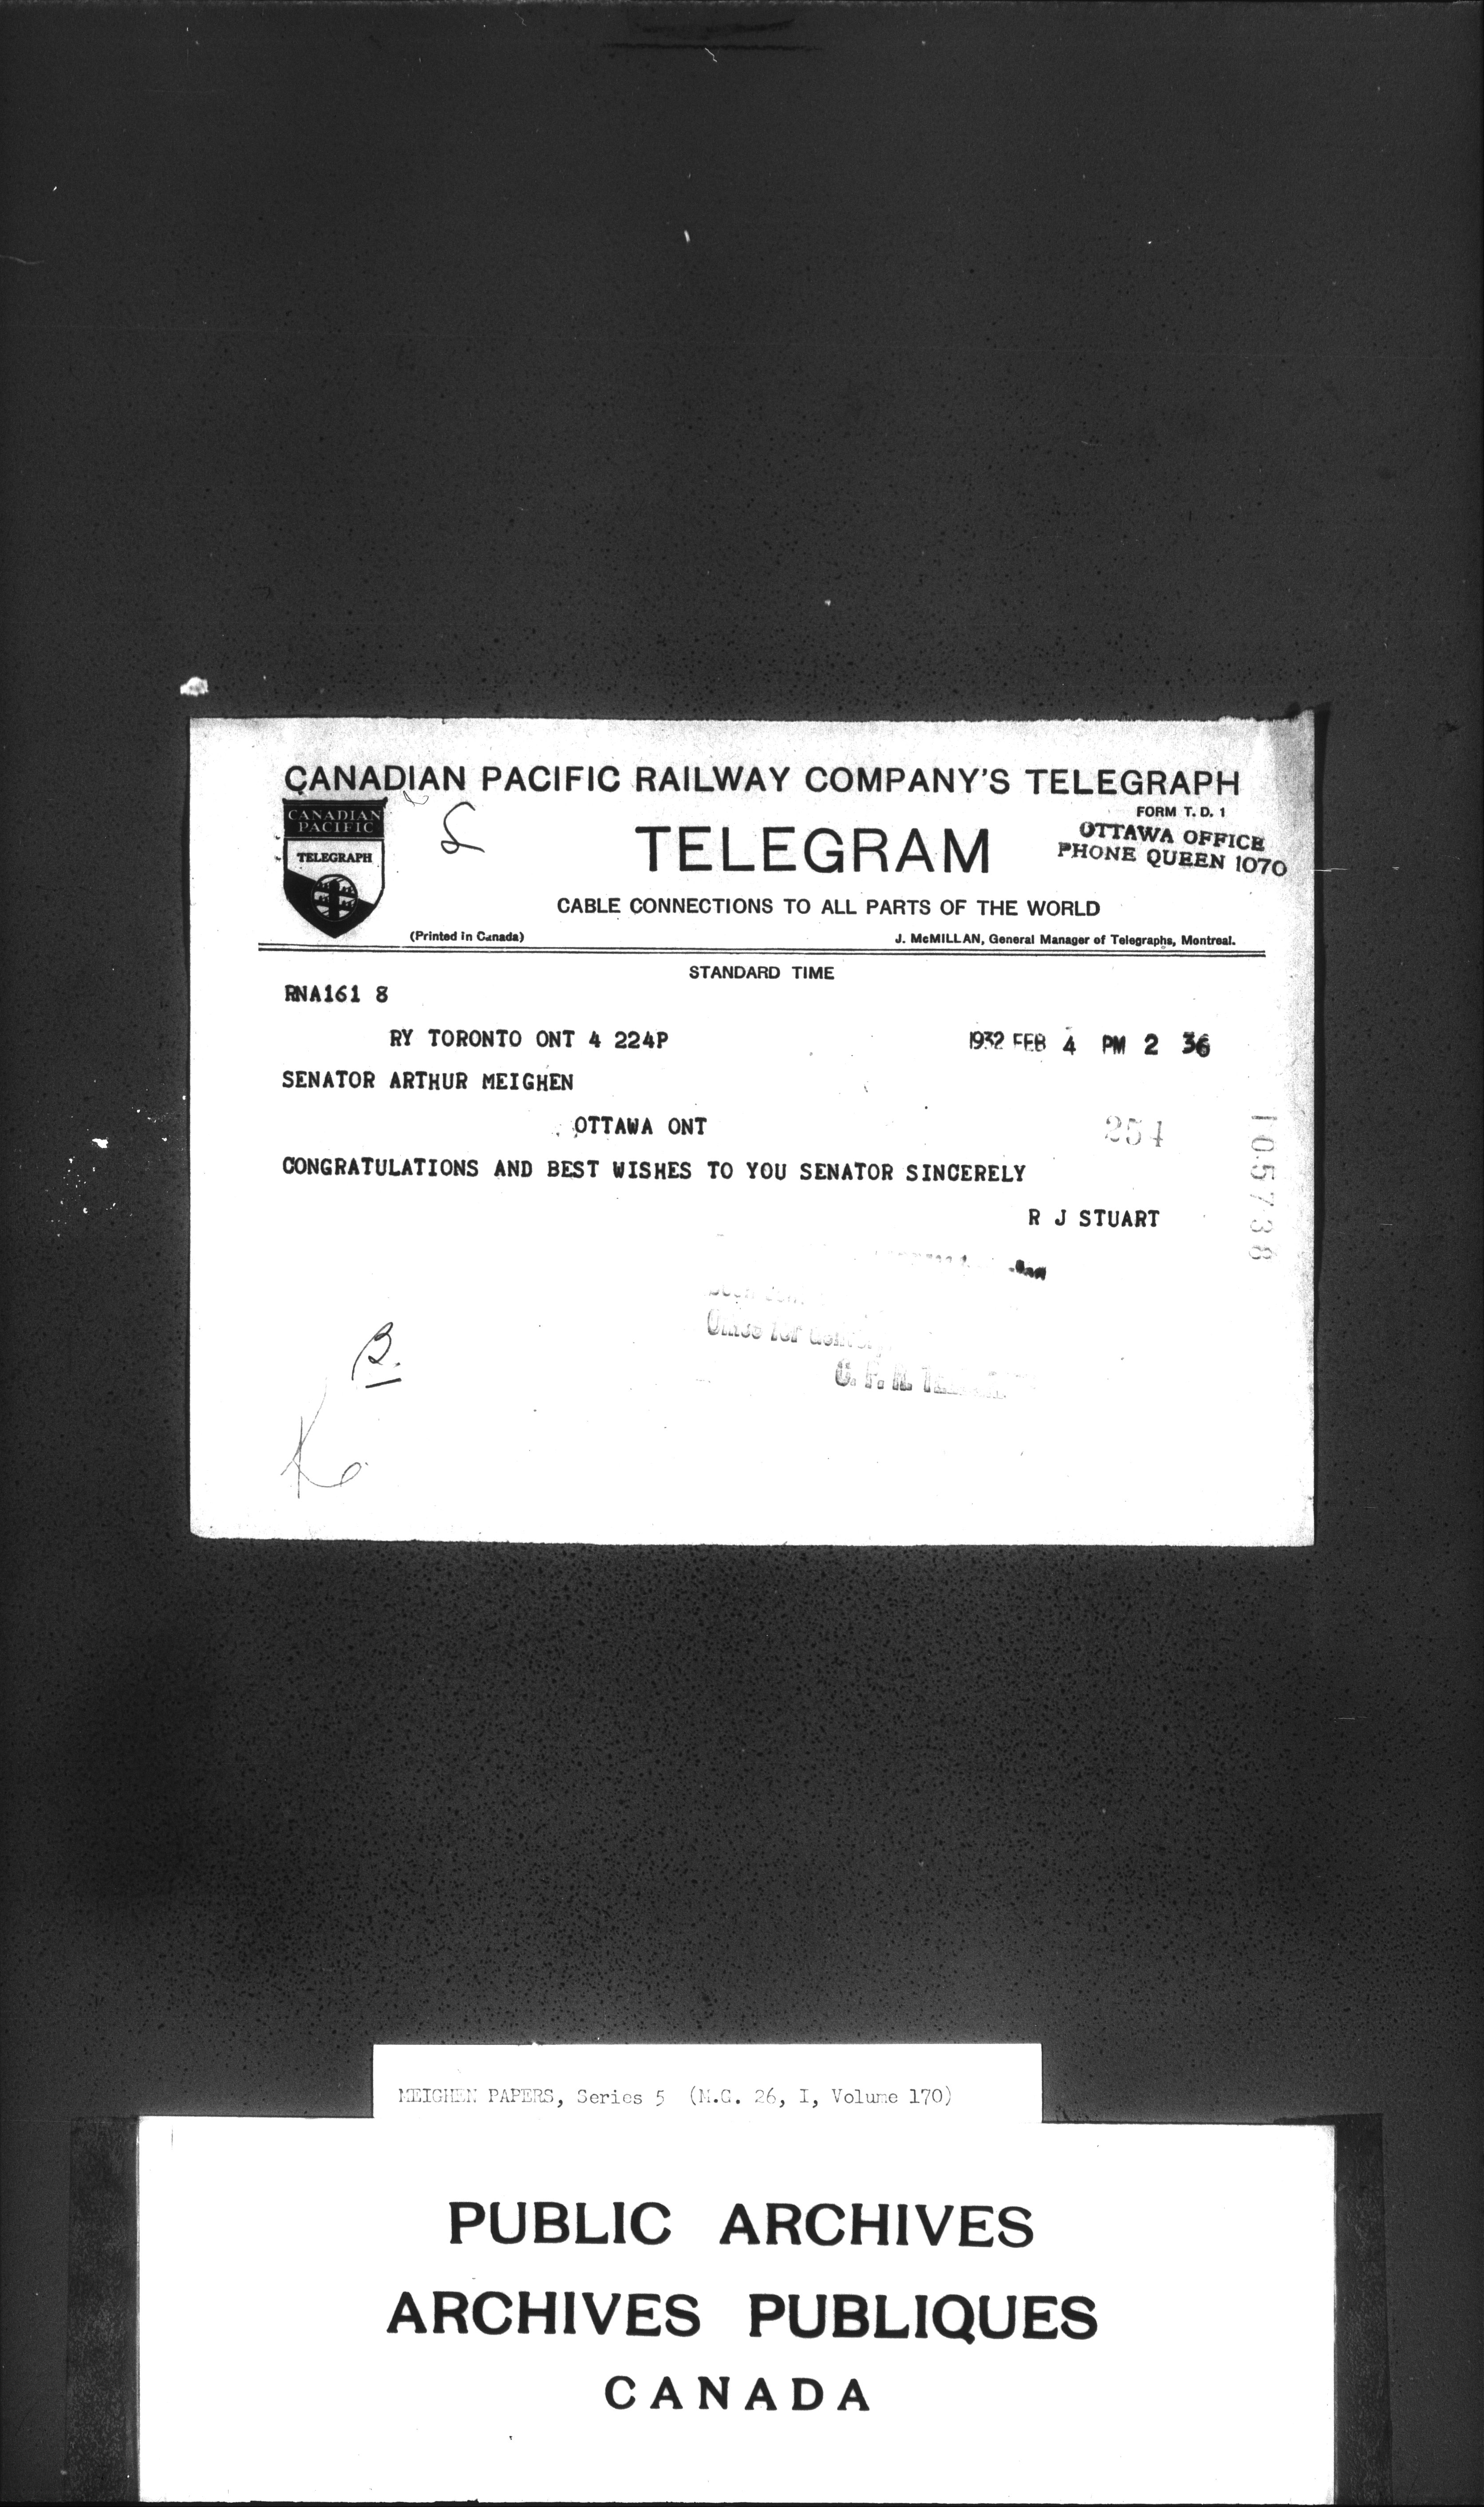 CANADIAN PACIFIC RAILWAY COMPANY'S TELEGRAPH
FORM T. D. 1
CANADIAN
PACIFIC
TELEGRAPH
S
TELEGRAM
OTTAWA OFFICE
PHONE QUEEN 1070
CABLE CONNECTIONS TO ALL PARTS OF THE WORLD
(Printed in Canada)
J. McMILLAN, General Manager of Telegraphs, Montreal.
STANDARD TIME
RNA161 8
RY TORONTO ONT 4 224P
1932 FEB 4 PM 2 36
SENATOR ARTHUR MEIGHEN
OTTAWA ONT
254
105738
CONGRATULATIONS AND BEST WISHES TO YOU SENATOR SINCERELY
R J STUART
Office for
C. P. R.
B.
MEIGHEN PAPERS, Series 5 (M.G. 26, I, Volume 170)
PUBLIC ARCHIVES
ARCHIVES PUBLIQUES
CANADA